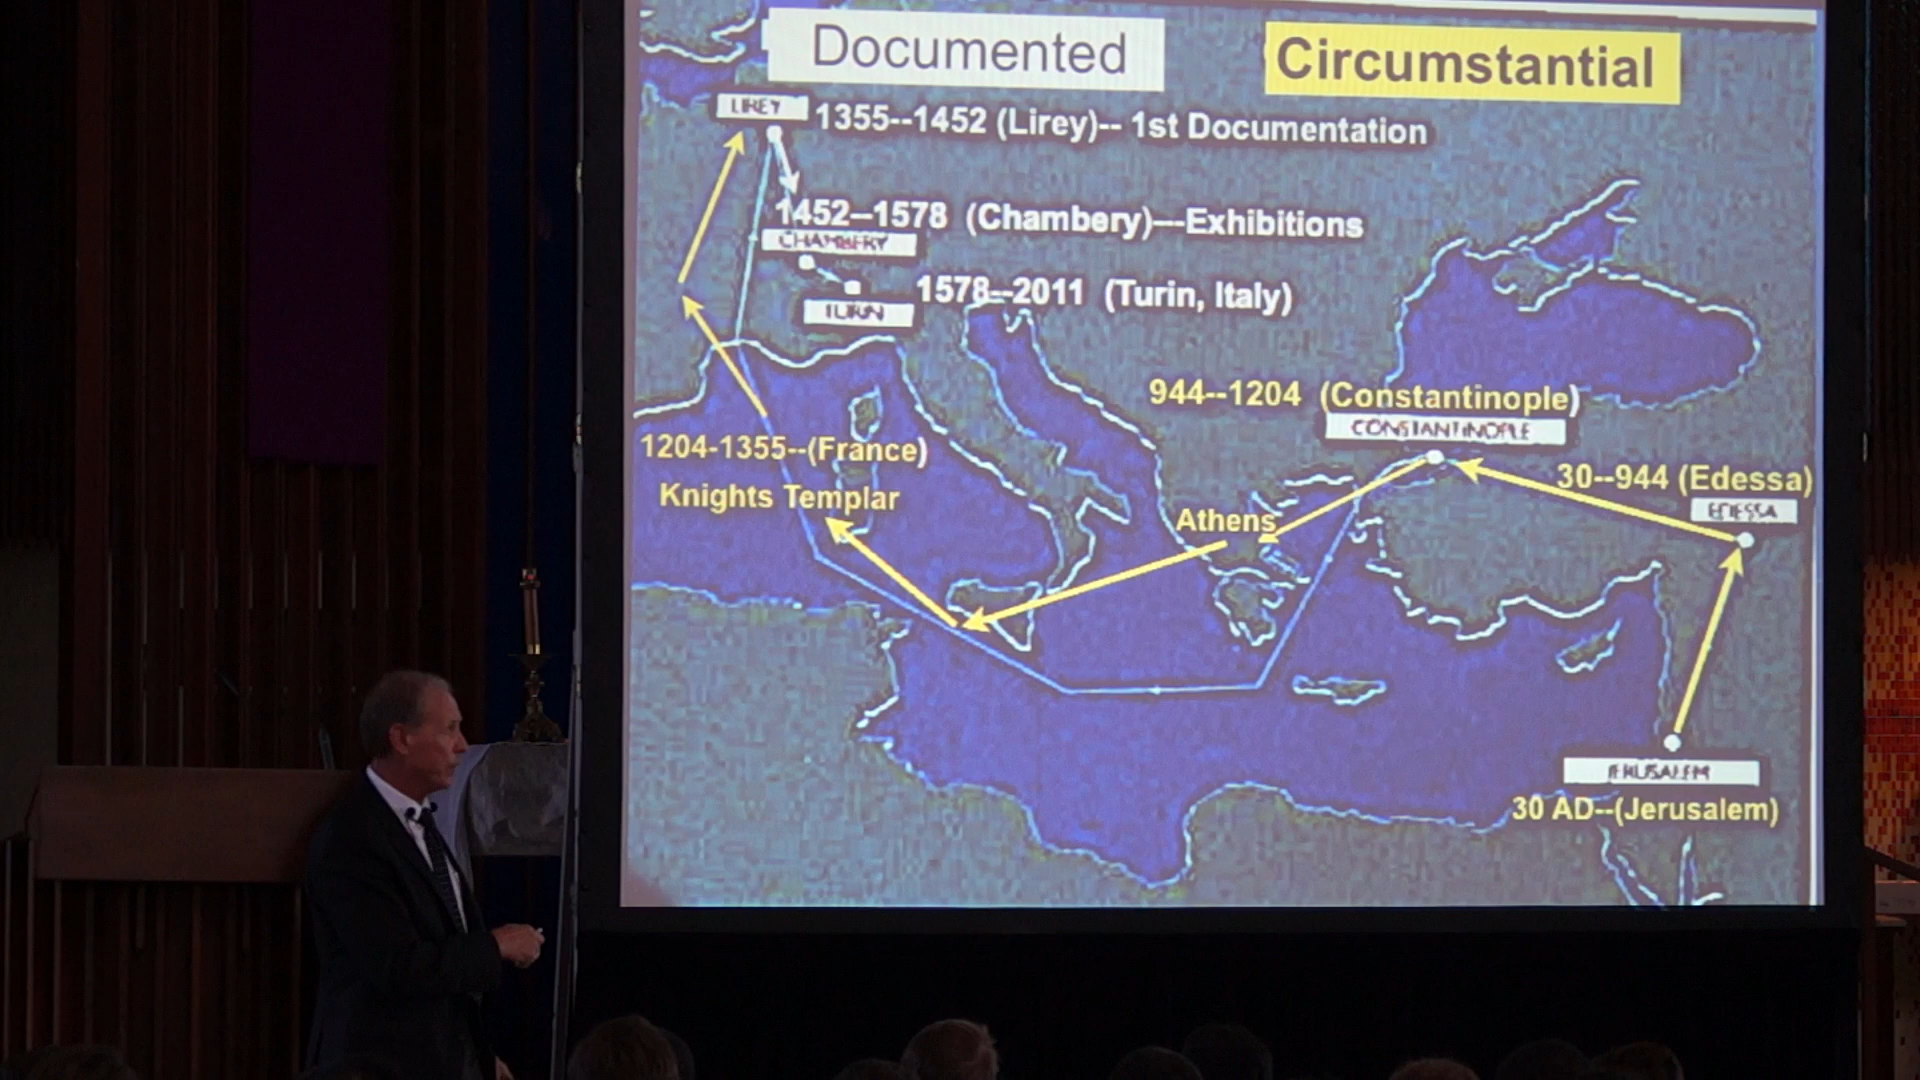 Documented
Circumstantial
LIREY
1355--1452 (Lirey)-- 1st Documentation
1452--1578 (Chambery)—Exhibitions
CHAMBERY
1578--2011 (Turin, Italy)
TURIN
944--1204 (Constantinople)
CONSTANTINOPLE
1204-1355--(France)
Knights Templar
30--944 (Edessa)
EDESSA
Athens
JERUSALEM
30 AD--(Jerusalem)